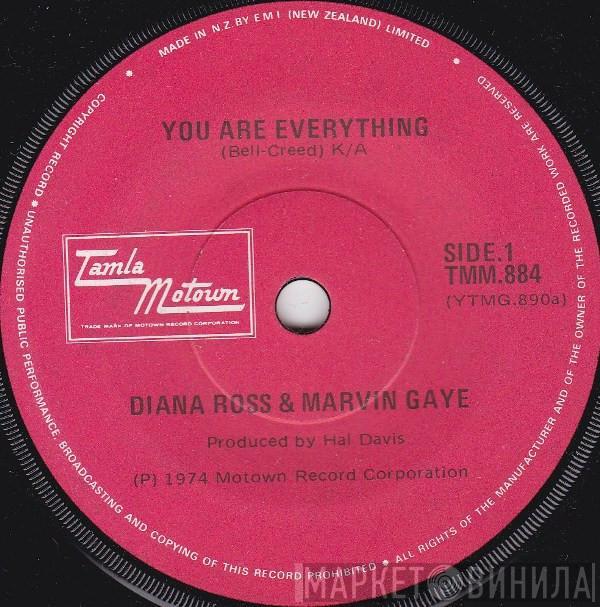 MADE IN N.Z. BY E M I (NEW ZEALAND) LIMITED
YOU ARE EVERYTHING
(Bell-Creed) K/A
Tamla
Motown
TRADE MARK OF MOTOWN RECORD CORPORATION
SIDE.1
TMM.884
(YTMG.890a)
DIANA ROSS & MARVIN GAYE
Produced by Hal Davis
(P) 1974 Motown Record Corporation
COPYRIGHT RECORD * UNAUTHORISED PUBLIC PERFORMANCE, BROADCASTING AND COPYING OF THIS RECORD PROHIBITED * ALL RIGHTS OF THE MANUFACTURER AND OF THE OWNER OF THE RECORDED WORK ARE RESERVED
МАРКЕТ ВИНИЛА